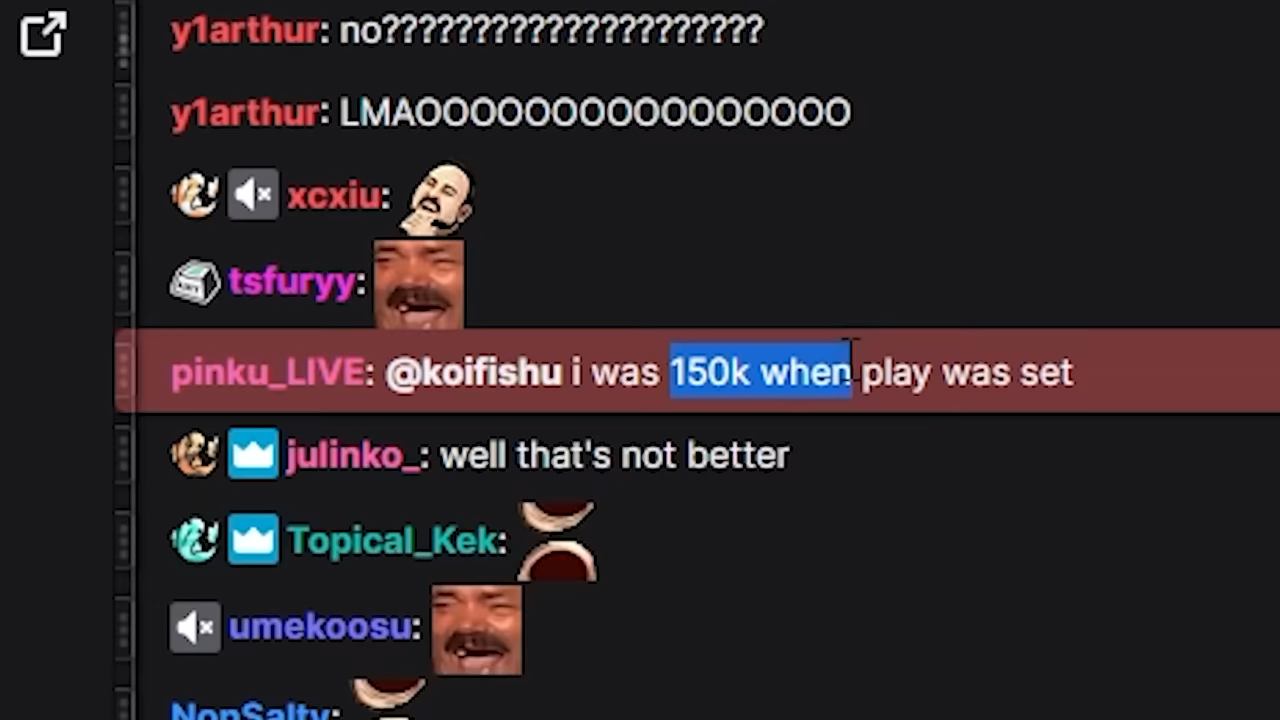 y1arthur: no?????????????????????
y1arthur: LMAOOOOOOOOOOOOOOOO
xcxiu:
tsfuryy:
pinku_LIVE: @koifishu i was 150k when play was set
julinko_: well that's not better
Topical_Kek:
umekoosu:
NonSalty: